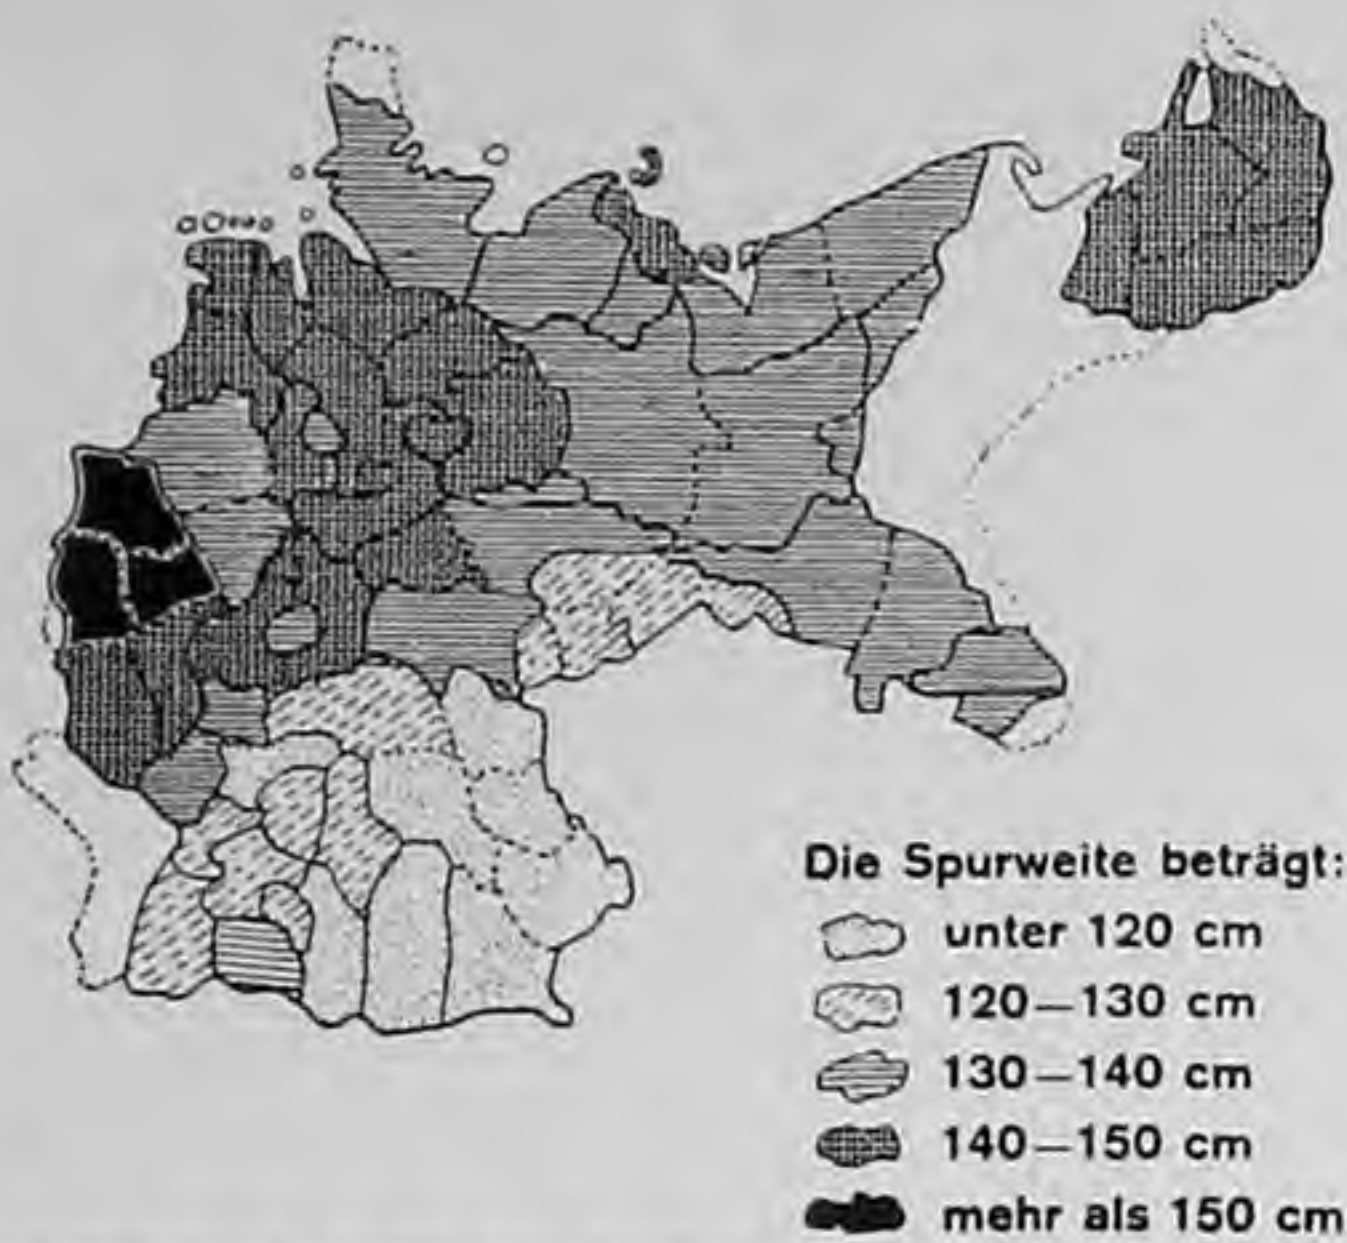 Die Spurweite beträgt:
unter 120 cm
120—130 cm
130—140 cm
140—150 cm
mehr als 150 cm